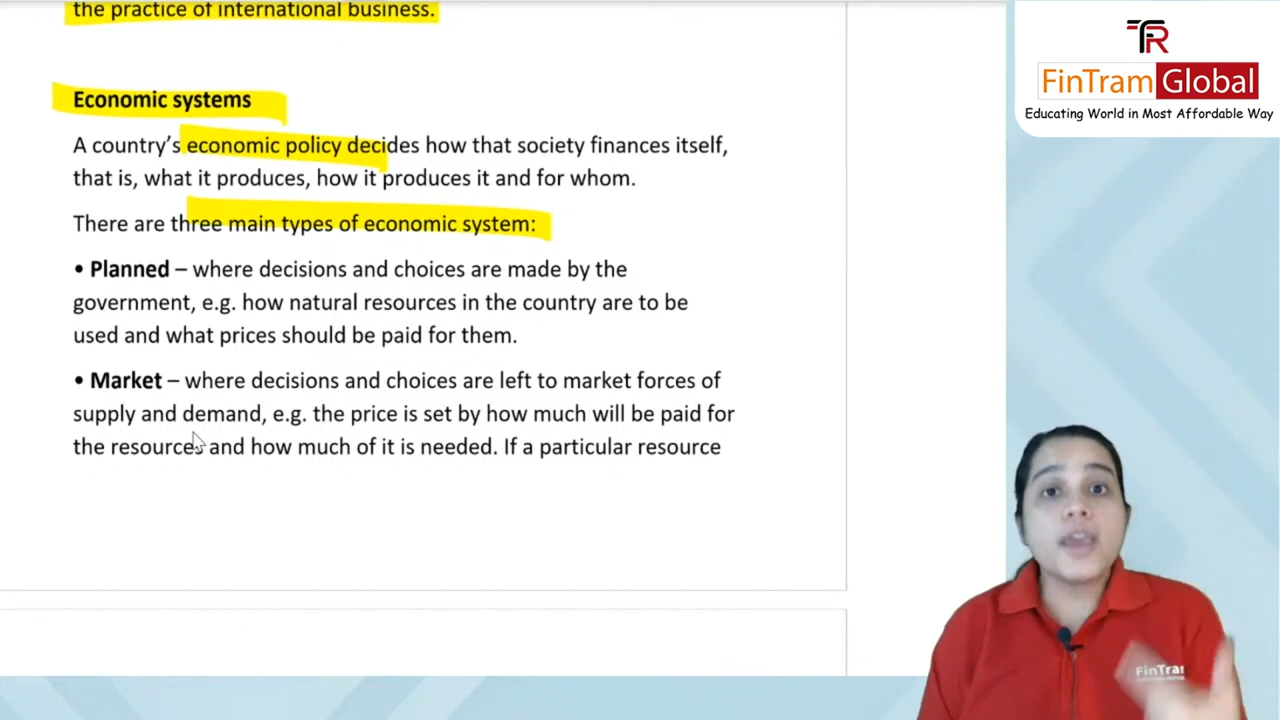 the practice of international business.
Economic systems
A country's economic policy decides how that society finances itself,
that is, what it produces, how it produces it and for whom.
There are three main types of economic system:
• Planned – where decisions and choices are made by the
government, e.g. how natural resources in the country are to be
used and what prices should be paid for them.
• Market – where decisions and choices are left to market forces of
supply and demand, e.g. the price is set by how much will be paid for
the resources and how much of it is needed. If a particular resource
FR
FinTram Global
Educating World in Most Affordable Way